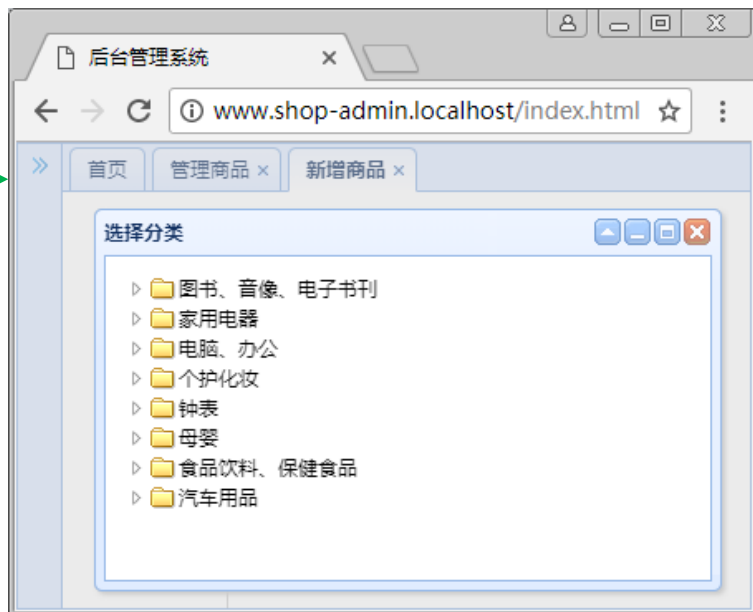 后台管理系统
www.shop-admin.localhost/index.html
首页 管理商品 新增商品
选择分类
图书、音像、电子书刊
家用电器
电脑、办公
个护化妆
钟表
母婴
食品饮料、保健食品
汽车用品